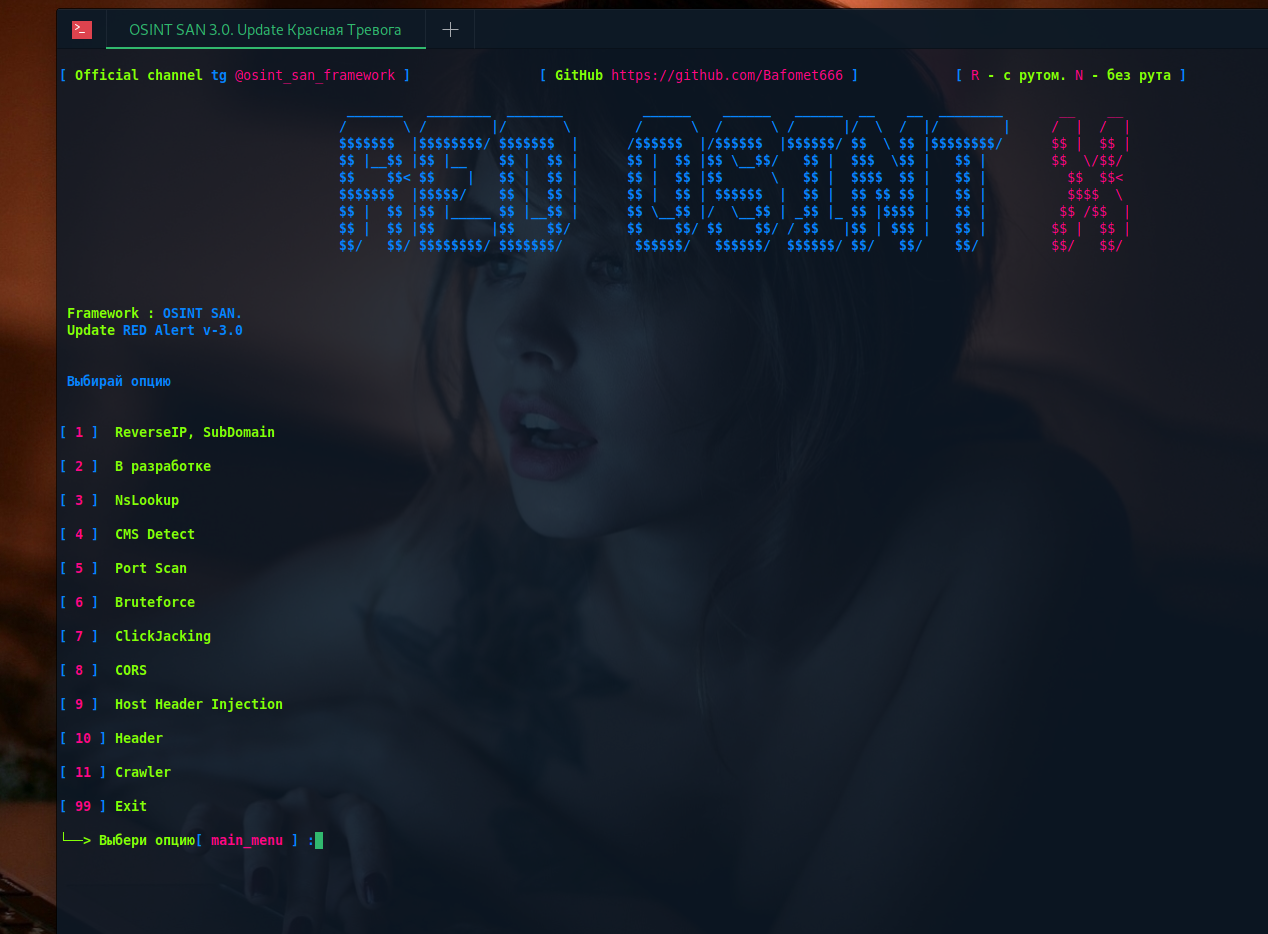 OSINT SAN 3.0. Update Красная Тревога
[ Official channel tg @osint_san_framework ] [ GitHub https://github.com/Bafomet666 ] [ R - с рутом. N - без рута ]
RED OSINT X
Framework : OSINT SAN.
Update RED Alert v-3.0
Выбирай опцию
[ 1 ] ReverseIP, SubDomain
[ 2 ] В разработке
[ 3 ] NsLookup
[ 4 ] CMS Detect
[ 5 ] Port Scan
[ 6 ] Bruteforce
[ 7 ] ClickJacking
[ 8 ] CORS
[ 9 ] Host Header Injection
[ 10 ] Header
[ 11 ] Crawler
[ 99 ] Exit
└──> Выбери опцию[ main_menu ] :